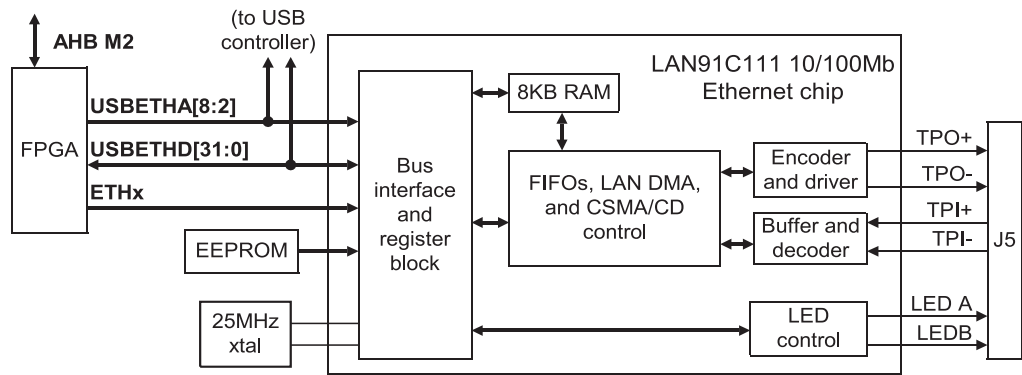 AHB M2
(to USB
controller)
FPGA
USBETHA[8:2]
USBETHD[31:0]
ETHx
EEPROM
25MHz
xtal
Bus
interface
and
register
block
LAN91C111 10/100Mb
Ethernet chip
8KB RAM
FIFOs, LAN DMA,
and CSMA/CD
control
Encoder
and driver
Buffer and
decoder
LED
control
TPO+
TPO-
TPI+
TPI-
LED A
LEDB
J5